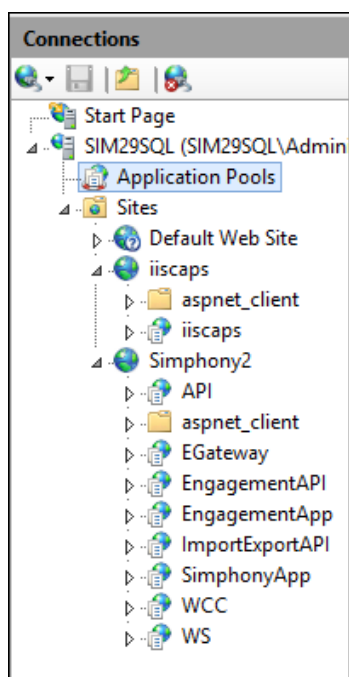 Connections
Start Page
SIM29SQL (SIM29SQL\Admin
Application Pools
Sites
Default Web Site
iiscaps
aspnet_client
iiscaps
Simphony2
API
aspnet_client
EGateway
EngagementAPI
EngagementApp
ImportExportAPI
SimphonyApp
WCC
WS